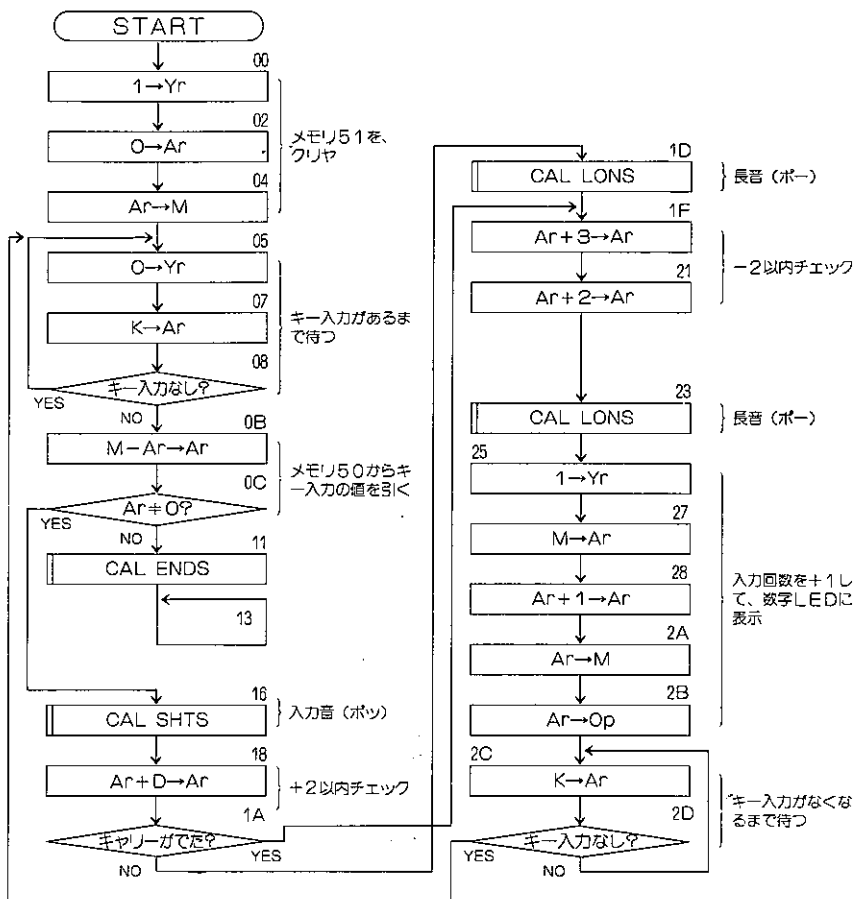 START
00
1→Yr
02
0→Ar
メモリ51を、
クリヤ
04
Ar→M
05
0→Yr
07
K→Ar
キー入力があるま
で待つ
08
キー入力なし?
YES
NO
0B
M−Ar→Ar
メモリ50からキ
ー入力の値を引く
0C
Ar≠0?
YES
NO
11
CAL ENDS
13
16
CAL SHTS
入力音(ポッ)
18
Ar+D→Ar
+2以内チェック
1A
キャリーがでた?
YES
NO
1D
CAL LONS
長音(ポー)
1F
Ar+3→Ar
−2以内チェック
21
Ar+2→Ar
23
CAL LONS
長音(ポー)
25
1→Yr
27
M→Ar
28
Ar+1→Ar
入力回数を+1し
て、数字LEDに
表示
2A
Ar→M
2B
Ar→Op
2C
K→Ar
キー入力がなくな
るまで待つ
2D
キー入力なし?
YES
NO